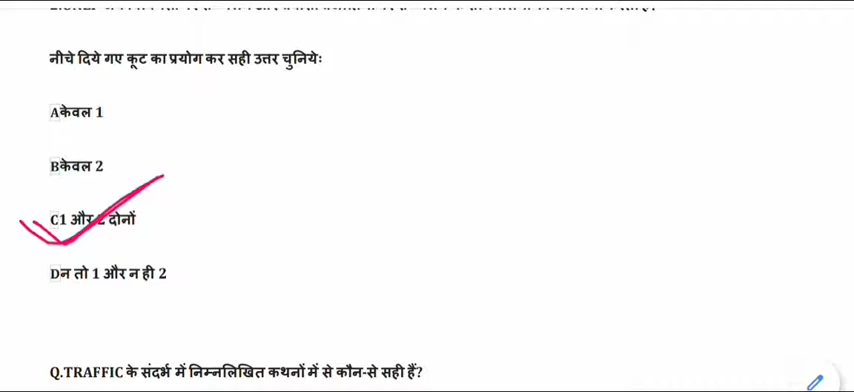 नीचे दिये गए कूट का प्रयोग कर सही उत्तर चुनियेः
Aकेवल 1
Bकेवल 2
C1 और 2 दोनों
Dन तो 1 और न ही 2
Q.TRAFFIC के संदर्भ में निम्नलिखित कथनों में से कौन-से सही हैं?